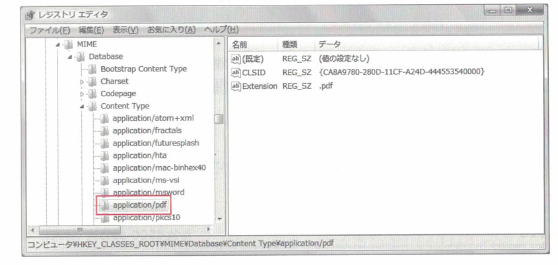 レジストリ エディタ
ファイル(F) 編集(E) 表示(V) お気に入り(A) ヘルプ(H)
MIME
Database
Bootstrap Content Type
Charset
Codepage
Content Type
application/atom+xml
application/fractals
application/futuresplash
application/hta
application/mac-binhex40
application/ms-vsi
application/msword
application/pdf
application/pkcs10
名前 種類 データ
(既定) REG_SZ (値の設定なし)
CLSID REG_SZ {CA8A9780-280D-11CF-A24D-444553540000}
Extension REG_SZ .pdf
コンピュータ¥HKEY_CLASSES_ROOT¥MIME¥Database¥Content Type¥application/pdf